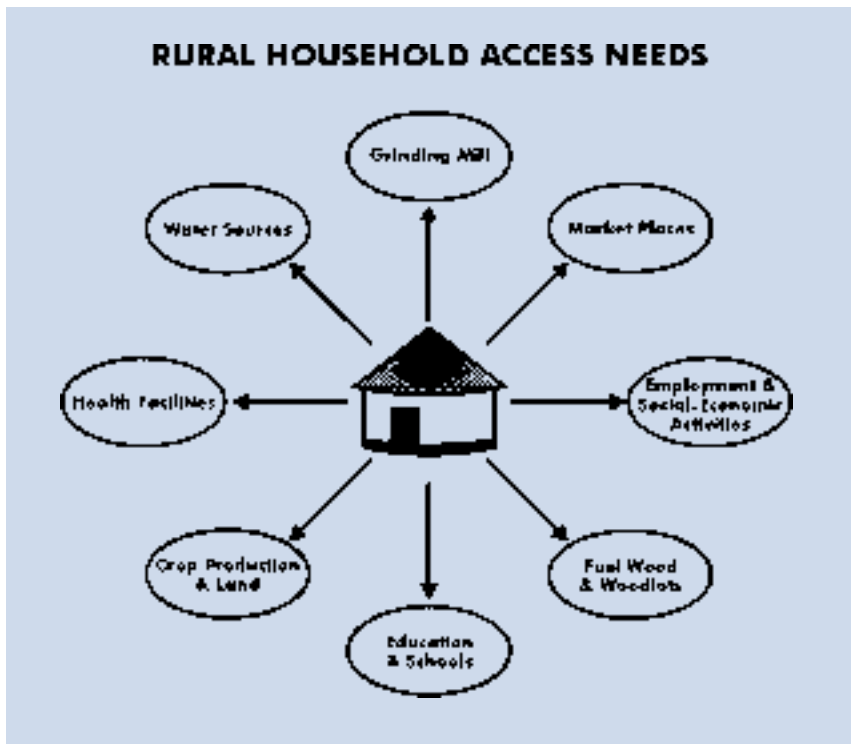 RURAL HOUSEHOLD ACCESS NEEDS
Grinding Mill
Water Sources
Market Places
Health Facilities
Employment &
Social-Economic
Activities
Crop Production
& Land
Fuel Wood
& Woodlots
Education
& Schools